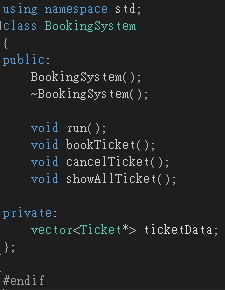 using namespace std;
class BookingSystem
{
public:
    BookingSystem();
    ~BookingSystem();

    void run();
    void bookTicket();
    void cancelTicket();
    void showAllTicket();

private:
    vector<Ticket*> ticketData;
};

#endif